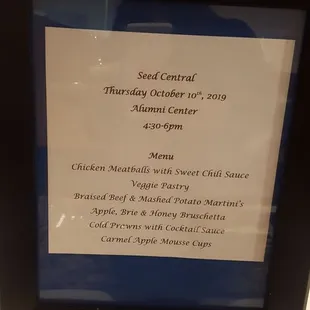 Seed Central
Thursday October 10th, 2019
Alumni Center
4:30-6pm
Menu
Chicken Meatballs with Sweet Chili Sauce
Veggie Pastry
Braised Beef & Mashed Potato Martini's
Apple, Brie & Honey Bruschetta
Cold Prowns with Cocktail Sauce
Carmel Apple Mousse Cups